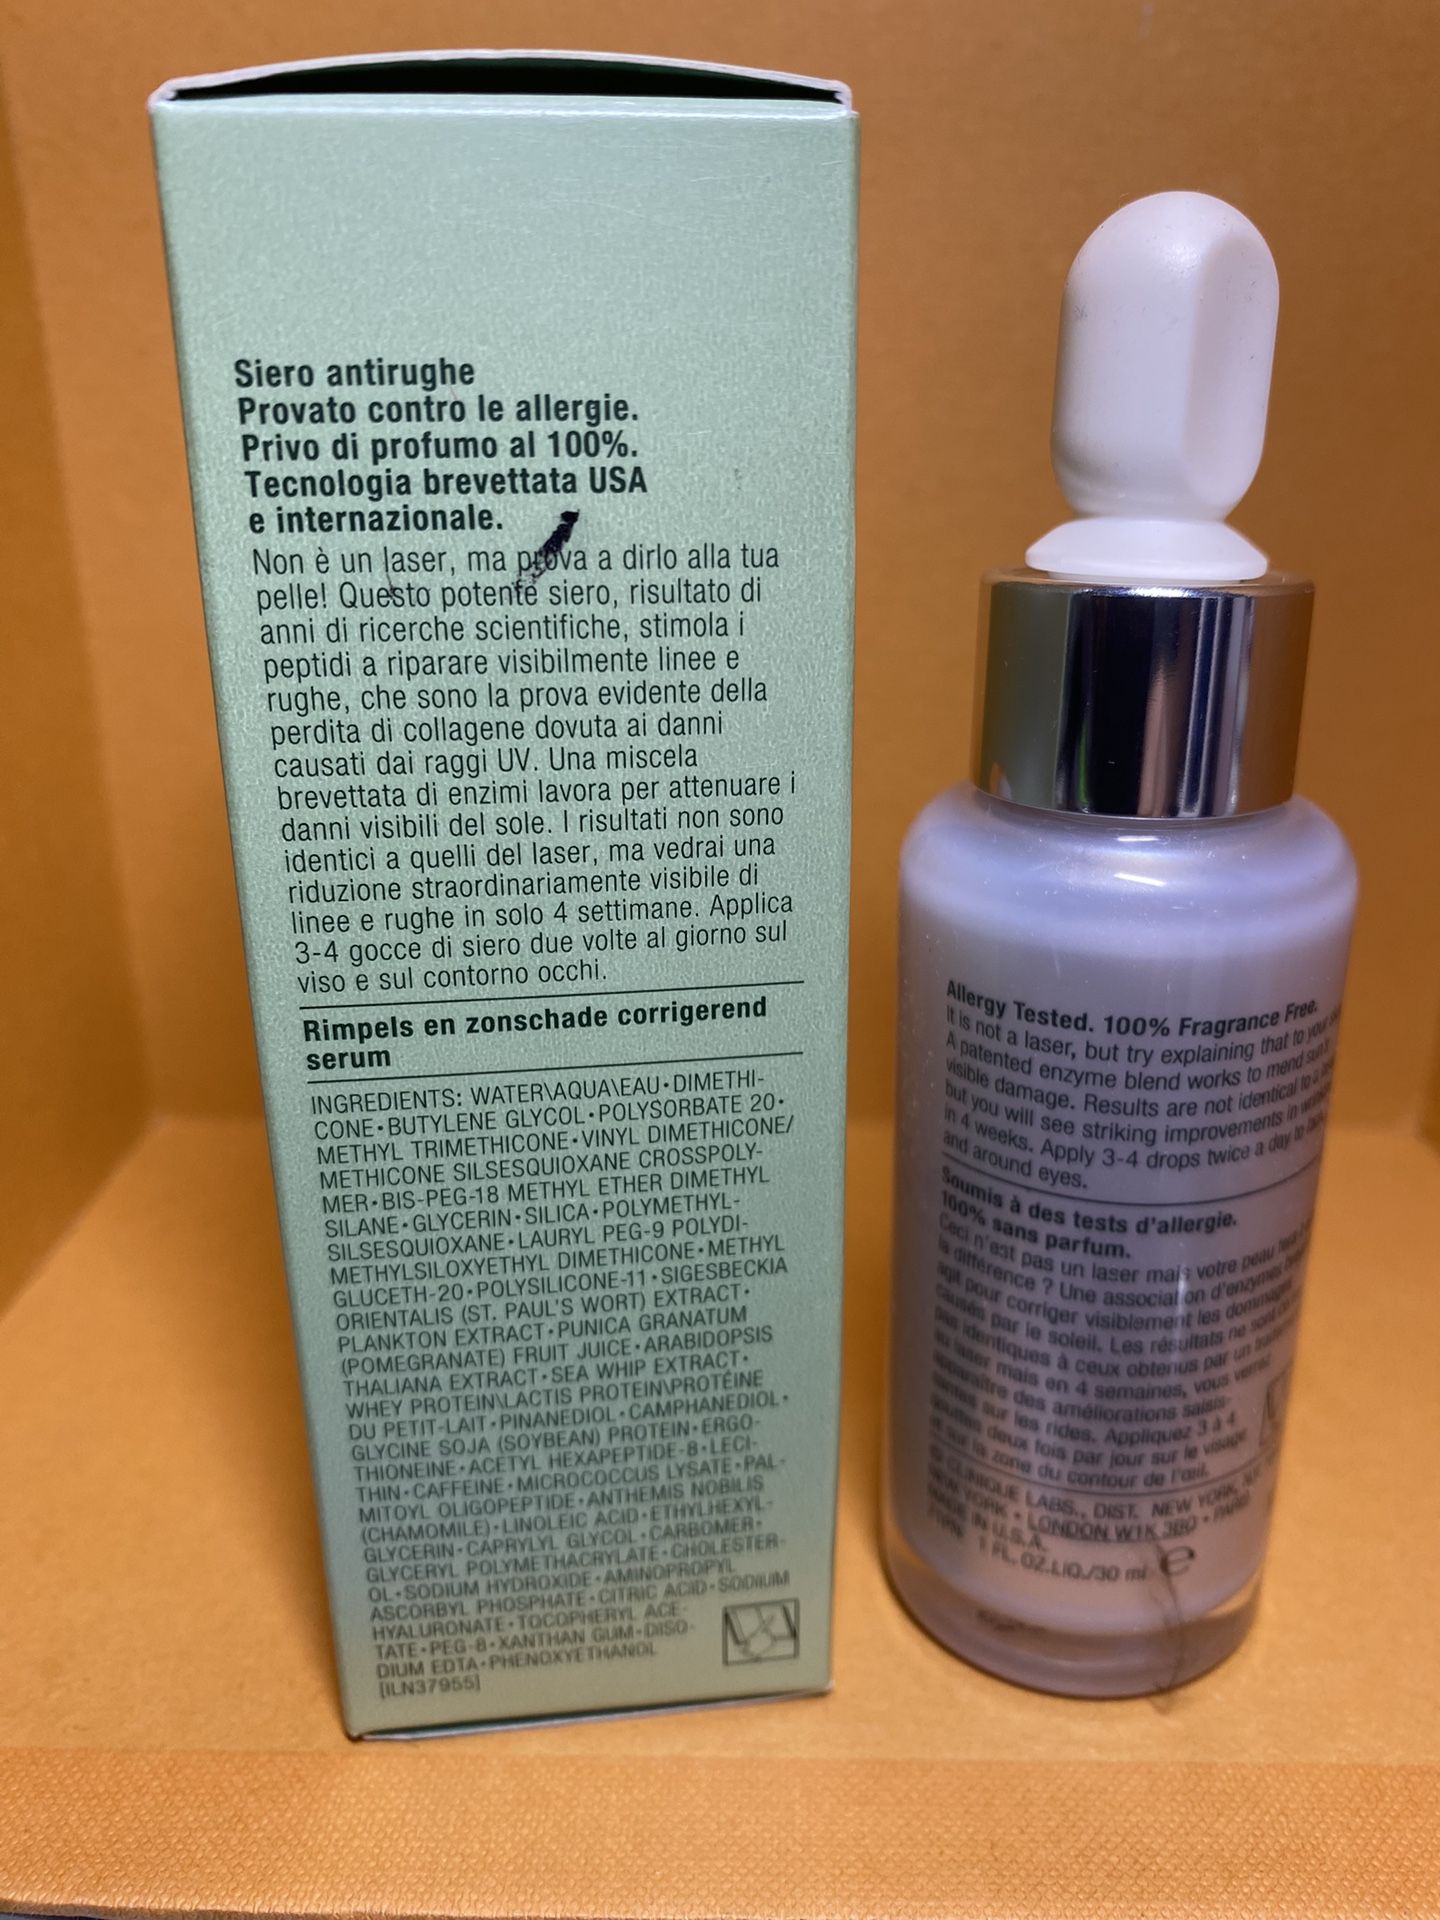 Siero antirughe
Provato contro le allergie.
Privo di profumo al 100%.
Tecnologia brevettata USA
e internazionale.
Non è un laser, ma prova a dirlo alla tua
pelle! Questo potente siero, risultato di
anni di ricerche scientifiche, stimola i
peptidi a riparare visibilmente linee e
rughe, che sono la prova evidente della
perdita di collagene dovuta ai danni
causati dai raggi UV. Una miscela
brevettata di enzimi lavora per attenuare i
danni visibili del sole. I risultati non sono
identici a quelli del laser, ma vedrai una
riduzione straordinariamente visibile di
linee e rughe in solo 4 settimane. Applica
3-4 gocce di siero due volte al giorno sul
viso e sul contorno occhi.
Rimpels en zonschade corrigerend
serum
INGREDIENTS: WATER\AQUA\EAU•DIMETHI-
CONE•BUTYLENE GLYCOL•POLYSORBATE 20•
METHYL TRIMETHICONE•VINYL DIMETHICONE/
METHICONE SILSESQUIOXANE CROSSPOLY-
MER•BIS-PEG-18 METHYL ETHER DIMETHYL
SILANE•GLYCERIN•SILICA•POLYMETHYL-
SILSESQUIOXANE•LAURYL PEG-9 POLYDI-
METHYLSILOXYETHYL DIMETHICONE•METHYL
GLUCETH-20•POLYSILICONE-11•SIGESBECKIA
ORIENTALIS (ST. PAUL'S WORT) EXTRACT•
PLANKTON EXTRACT•PUNICA GRANATUM
(POMEGRANATE) FRUIT JUICE•ARABIDOPSIS
THALIANA EXTRACT•SEA WHIP EXTRACT•
WHEY PROTEIN\LACTIS PROTEIN\PROTÉINE
DU PETIT-LAIT•PINANEDIOL•CAMPHANEDIOL•
GLYCINE SOJA (SOYBEAN) PROTEIN•ERGO-
THIONEINE•ACETYL HEXAPEPTIDE-8•LECI-
THIN•CAFFEINE•MICROCOCCUS LYSATE•PAL-
MITOYL OLIGOPEPTIDE•ANTHEMIS NOBILIS
(CHAMOMILE)•LINOLEIC ACID•ETHYLHEXYL-
GLYCERIN•CAPRYLYL GLYCOL•CARBOMER•
GLYCERYL POLYMETHACRYLATE•CHOLESTER-
OL•SODIUM HYDROXIDE•AMINOPROPYL
ASCORBYL PHOSPHATE•CITRIC ACID•SODIUM
HYALURONATE•TOCOPHERYL ACE-
TATE•PEG-8•XANTHAN GUM•DISO-
DIUM EDTA•PHENOXYETHANOL
[ILN37955]
Allergy Tested. 100% Fragrance Free.
It is not a laser, but try explaining that to your
A patented enzyme blend works to mend sun's
visible damage. Results are not identical to a
but you will see striking improvements in
in 4 weeks. Apply 3-4 drops twice a day to
and around eyes.
Soumis à des tests d'allergie.
100% sans parfum.
Ceci n'est pas un laser mais votre peau
la différence ? Une association d'enzymes
agit pour corriger visiblement les
causés par le soleil. Les résultats ne sont
pas identiques à ceux obtenus par un
au laser mais en 4 semaines, vous verrez
apparaître des améliorations
sur les rides. Appliquez 3 à 4
gouttes deux fois par jour sur le visage
et sur la zone du contour de l'œil.
© CLINIQUE LABS., DIST. NEW YORK,
NEW YORK • LONDON W1K 3BQ • PARIS
MADE IN U.S.A.
1 FL. OZ.LIQ./30 ml ℮